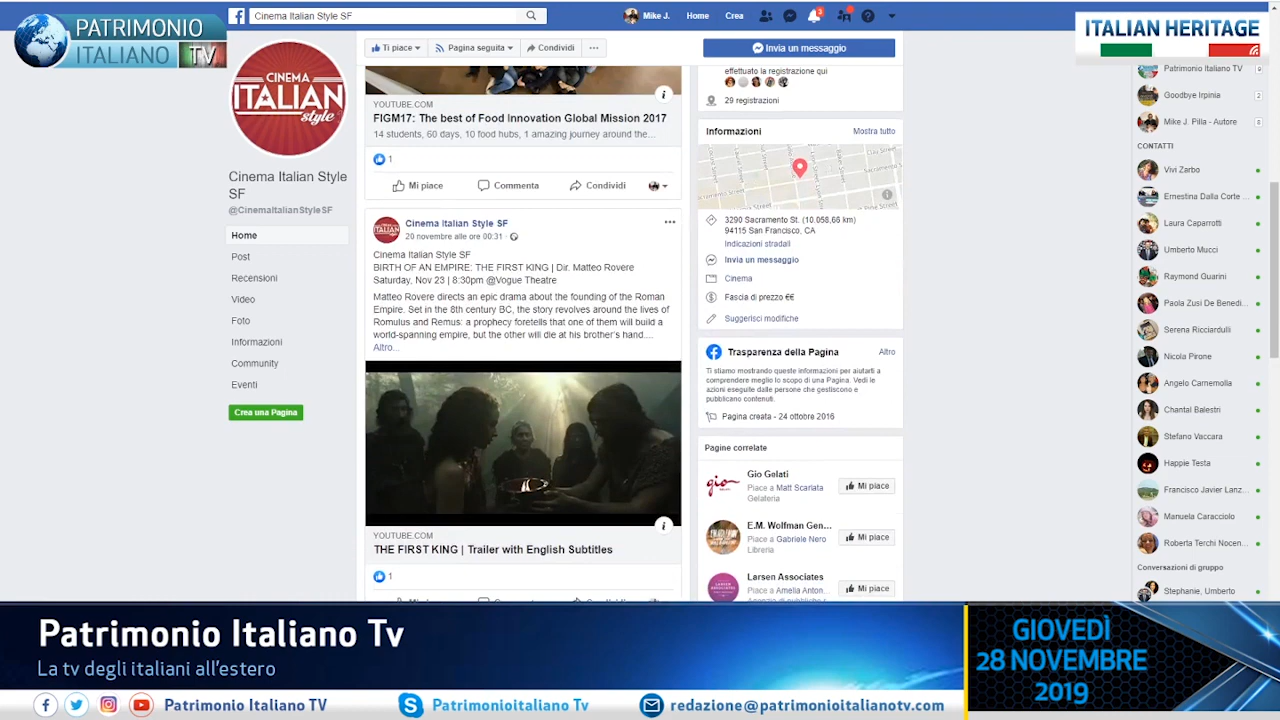 PATRIMONIO
ITALIANO TV
Cinema Italian Style SF
Mike J.
Home
Crea
3
ITALIAN HERITAGE
CINEMA
ITALIAN
style
Cinema Italian Style
SF
@CinemaItalianStyleSF
Home
Post
Recensioni
Video
Foto
Informazioni
Community
Eventi
Crea una Pagina
Ti piace
Pagina seguita
Condividi
Invia un messaggio
YOUTUBE.COM
FIGM17: The best of Food Innovation Global Mission 2017
14 students, 60 days, 10 food hubs, 1 amazing journey around the...
1
Mi piace
Commenta
Condividi
Cinema Italian Style SF
20 novembre alle ore 00:31
Cinema Italian Style SF
BIRTH OF AN EMPIRE: THE FIRST KING | Dir. Matteo Rovere
Saturday, Nov 23 | 8:30pm @Vogue Theatre
Matteo Rovere directs an epic drama about the founding of the Roman
Empire. Set in the 8th century BC, the story revolves around the lives of
Romulus and Remus: a prophecy foretells that one of them will build a
world-spanning empire, but the other will die at his brother's hand....
Altro...
YOUTUBE.COM
THE FIRST KING | Trailer with English Subtitles
1
effettuato la registrazione qui
29 registrazioni
Informazioni
Mostra tutto
3290 Sacramento St. (10.058,66 km)
94115 San Francisco, CA
Indicazioni stradali
Invia un messaggio
Cinema
Fascia di prezzo €€
Suggerisci modifiche
Trasparenza della Pagina
Altro
Ti stiamo mostrando queste informazioni per aiutarti a
comprendere meglio lo scopo di una Pagina. Vedi le
azioni eseguite dalle persone che gestiscono e
pubblicano contenuti.
Pagina creata - 24 ottobre 2016
Pagine correlate
Gio Gelati
Piace a Matt Scariata
Gelateria
Mi piace
E.M. Wolfman Gen...
Piace a Gabriele Nero
Libreria
Mi piace
Larsen Associates
Piace a Amelia Anton...
Mi piace
Patrimonio Italiano TV
9
Goodbye Irpinia
2
Mike J. Pilla - Autore
8
CONTATTI
Vivi Zarbo
Ernestina Dalla Corte ...
Laura Caparrotti
Umberto Mucci
Raymond Guarini
Paola Zusi De Benedi...
Serena Ricciardulli
Nicola Pirone
Angelo Carnemolla
Chantal Balestri
Stefano Vaccara
Happie Testa
Francisco Javier Lanz...
Manuela Caracciolo
Roberta Terchi Nocen...
Conversazioni di gruppo
Stephanie, Umberto
Patrimonio Italiano Tv
La tv degli italiani all'estero
GIOVEDÌ
28 NOVEMBRE
2019
Patrimonio Italiano TV
Patrimonioitaliano Tv
redazione@patrimonioitalianotv.com